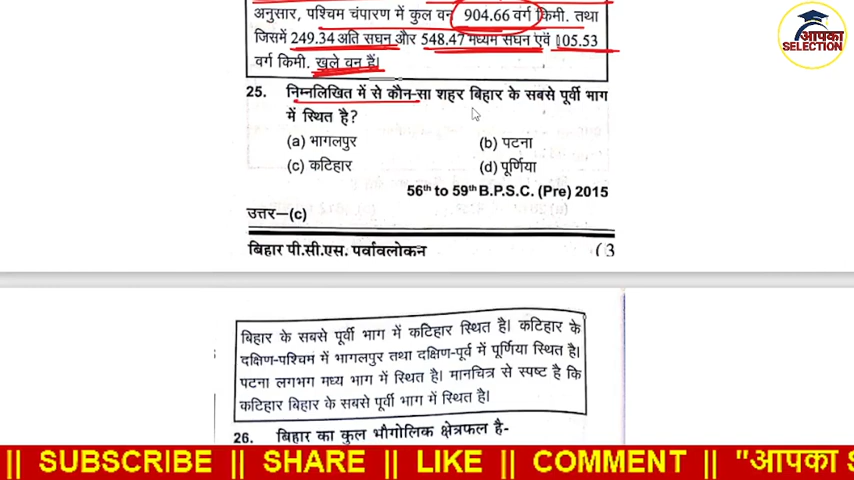 अनुसार, पश्चिम चंपारण में कुल वन 904.66 वर्ग किमी. तथा
जिसमें 249.34 अति सघन और 548.47 मध्यम सघन एवं 105.53
वर्ग किमी. खुले वन हैं।
आपका
SELECTION
25. निम्नलिखित में से कौन-सा शहर बिहार के सबसे पूर्वी भाग
में स्थित है?
(a) भागलपुर (b) पटना
(c) कटिहार (d) पूर्णिया
56th to 59th B.P.S.C. (Pre) 2015
उत्तर—(c)
बिहार पी.सी.एस. पूर्वावलोकन (3
बिहार के सबसे पूर्वी भाग में कटिहार स्थित है। कटिहार के
दक्षिण-पश्चिम में भागलपुर तथा दक्षिण-पूर्व में पूर्णिया स्थित है।
पटना लगभग मध्य भाग में स्थित है। मानचित्र से स्पष्ट है कि
कटिहार बिहार के सबसे पूर्वी भाग में स्थित है।
26. बिहार का कुल भौगोलिक क्षेत्रफल है-
|| SUBSCRIBE || SHARE || LIKE || COMMENT || "आपका S